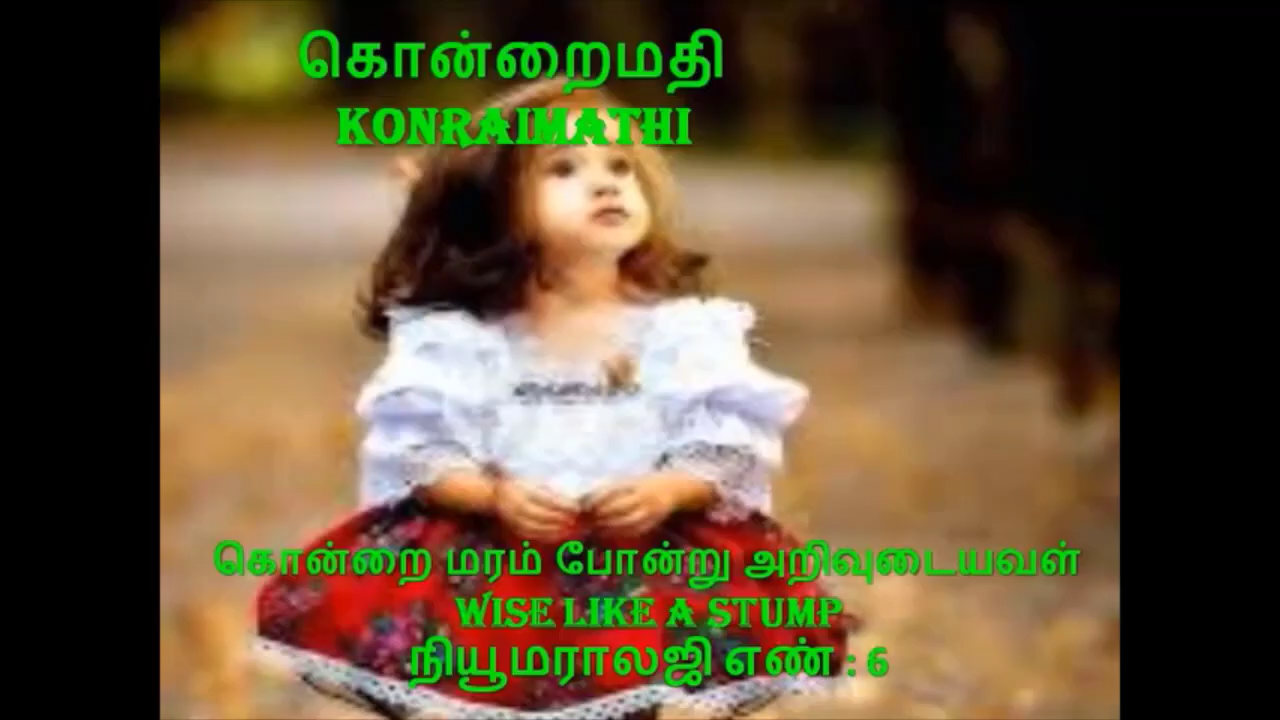 கொன்றைமதி
KONRAIMATHI
கொன்றை மரம் போன்று அறிவுடையவள்
WISE LIKE A STUMP
நியூமராலஜி எண் : 6